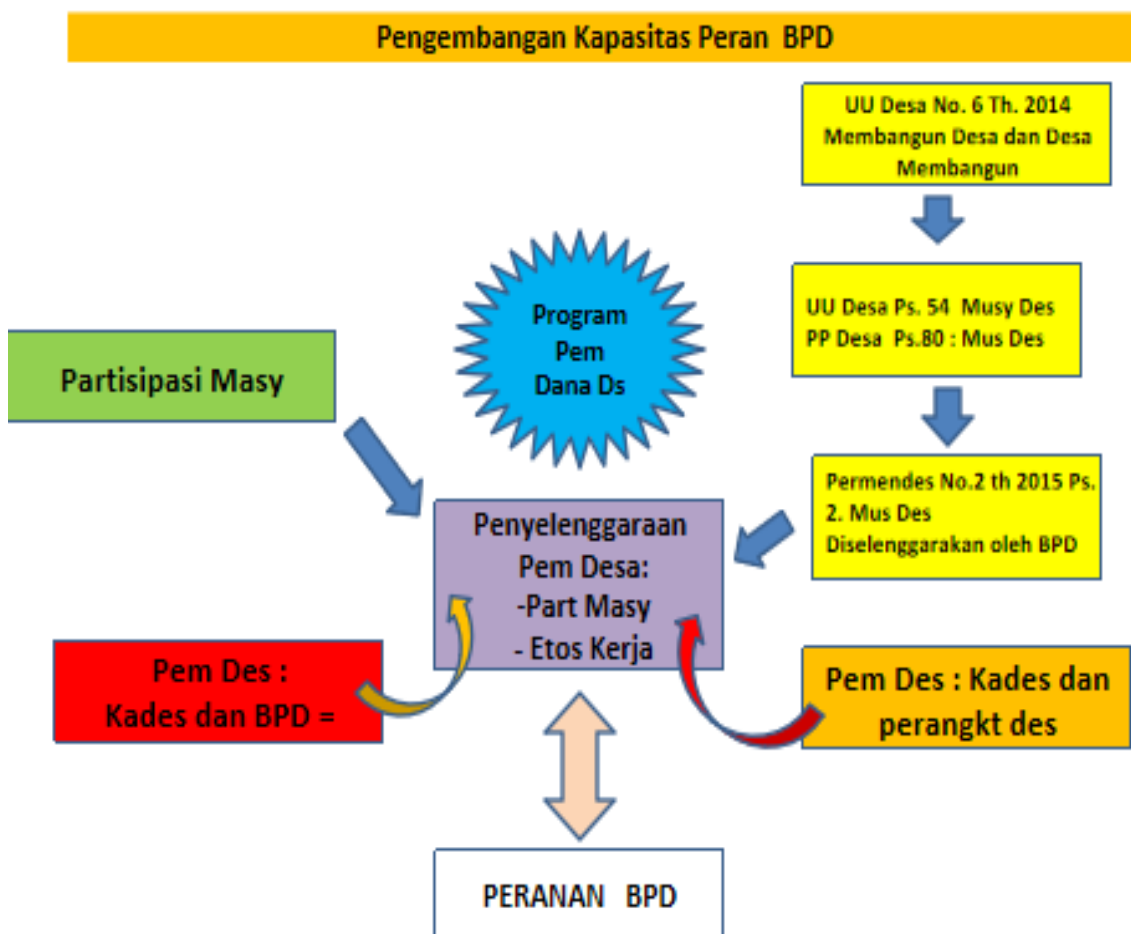 Pengembangan Kapasitas Peran BPD
UU Desa No. 6 Th. 2014
Membangun Desa dan Desa
Membangun
UU Desa Ps. 54 Musy Des
PP Desa Ps.80 : Mus Des
Permendes No.2 th 2015 Ps.
2. Mus Des
Diselenggarakan oleh BPD
Program
Pem
Dana Ds
Partisipasi Masy
Penyelenggaraan
Pem Desa:
-Part Masy
- Etos Kerja
Pem Des :
Kades dan BPD =
Pem Des : Kades dan
perangkt des
PERANAN BPD